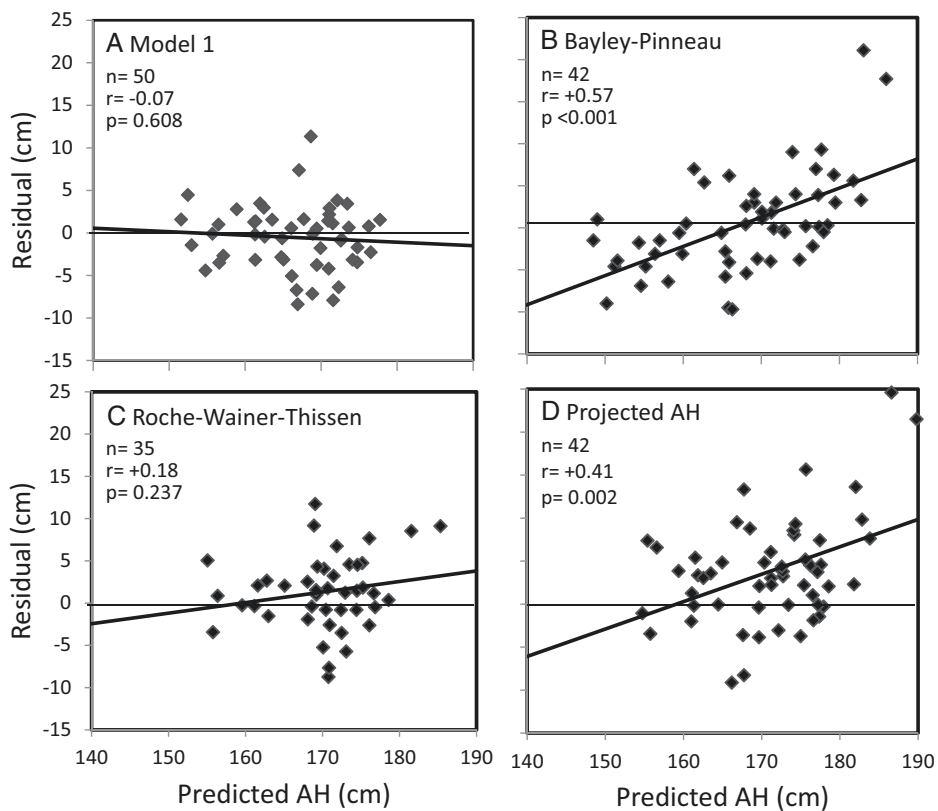 25
20
15
10
5
0
-5
-10
-15
Residual (cm)
A Model 1
n= 50
r= -0.07
p= 0.608
B Bayley-Pinneau
n= 42
r= +0.57
p <0.001
25
20
15
10
5
0
-5
-10
-15
Residual (cm)
C Roche-Wainer-Thissen
n= 35
r= +0.18
p= 0.237
D Projected AH
n= 42
r= +0.41
p= 0.002
140 150 160 170 180 190
140 150 160 170 180 190
Predicted AH (cm)
Predicted AH (cm)